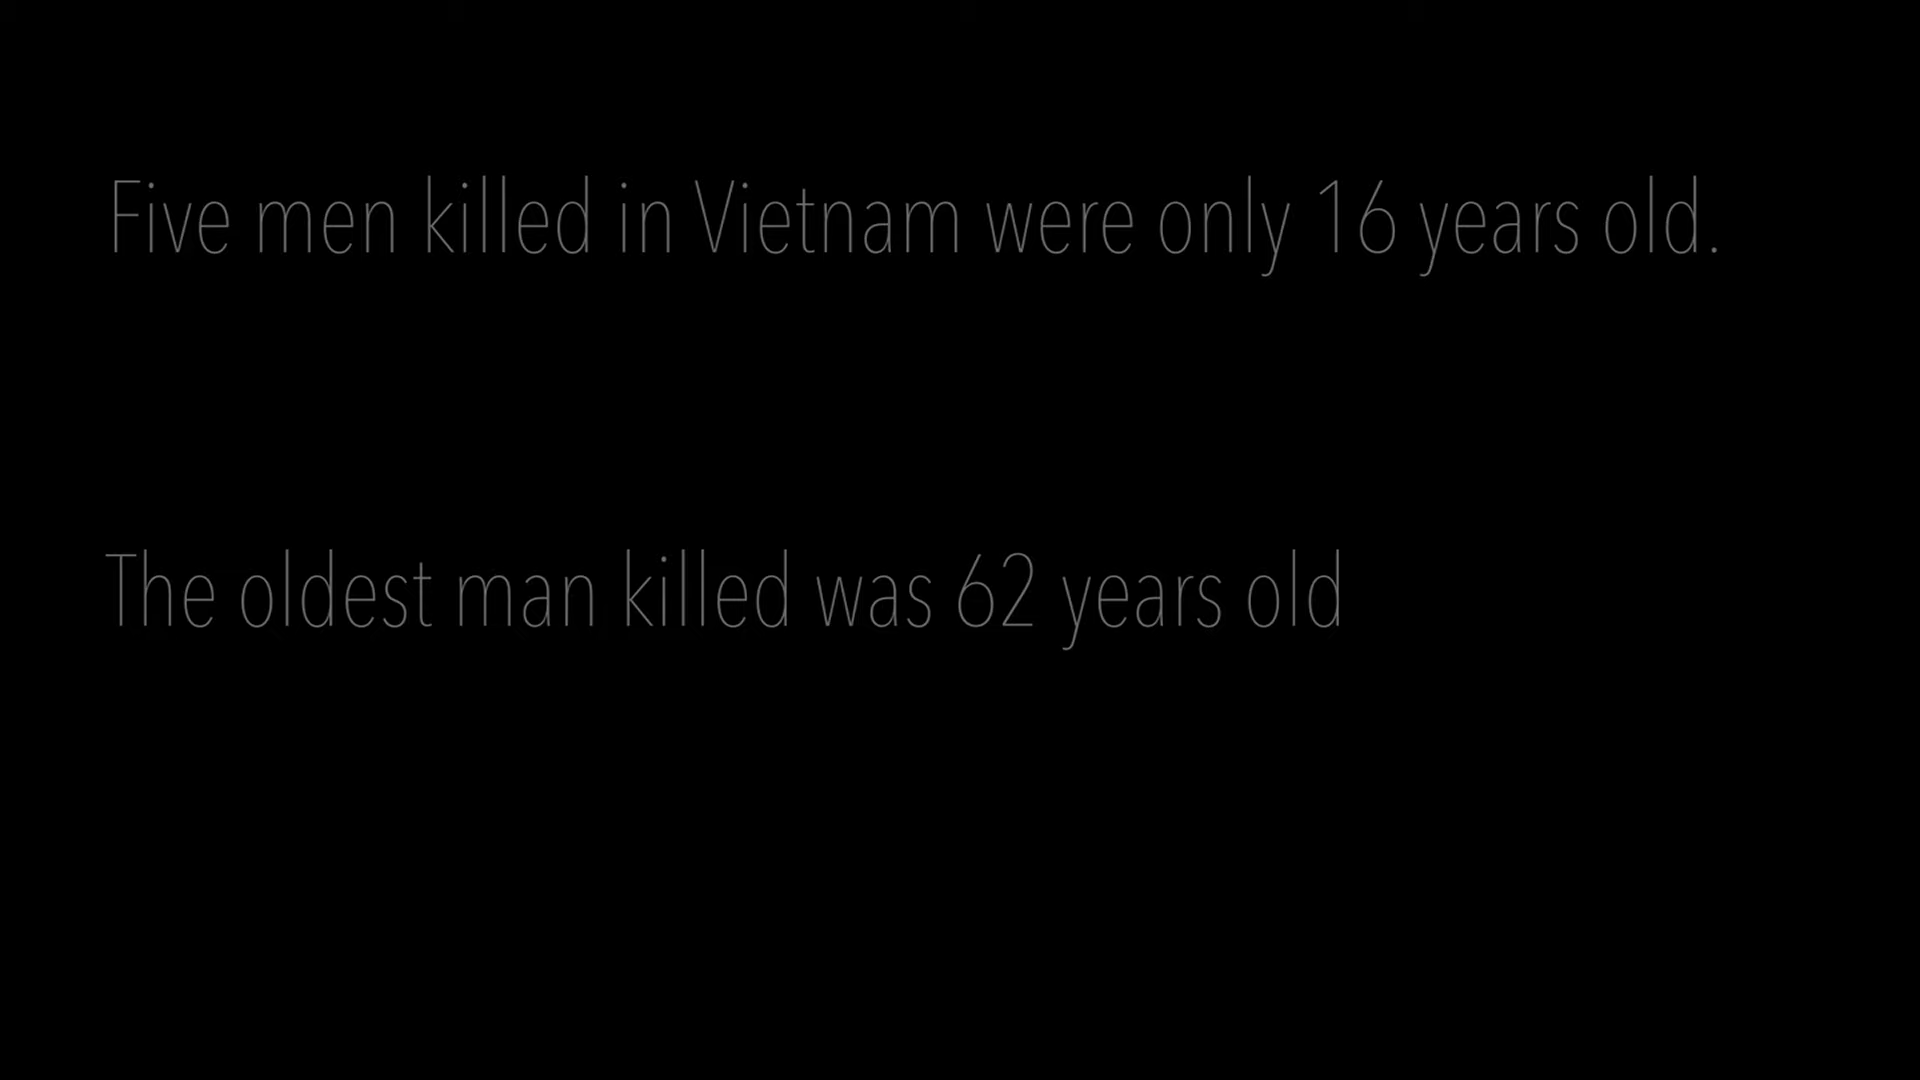 Five men killed in Vietnam were only 16 years old.
The oldest man killed was 62 years old